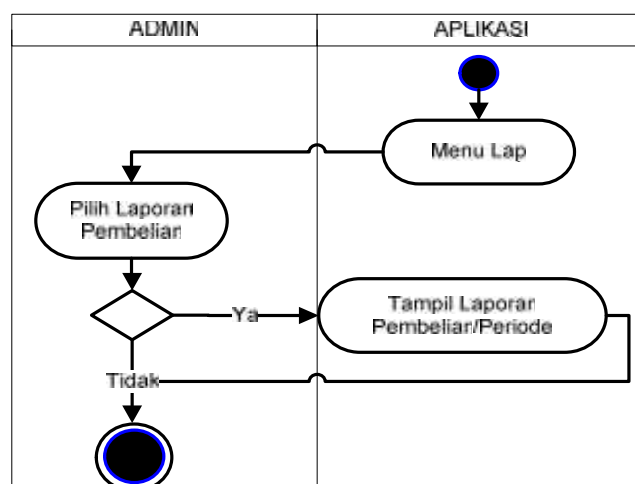 ADMIN
APLIKASI
Menu Lap
Pilih Laporan
Pembelian
Ya
Tampil Laporan
Pembelian/Periode
Tidak